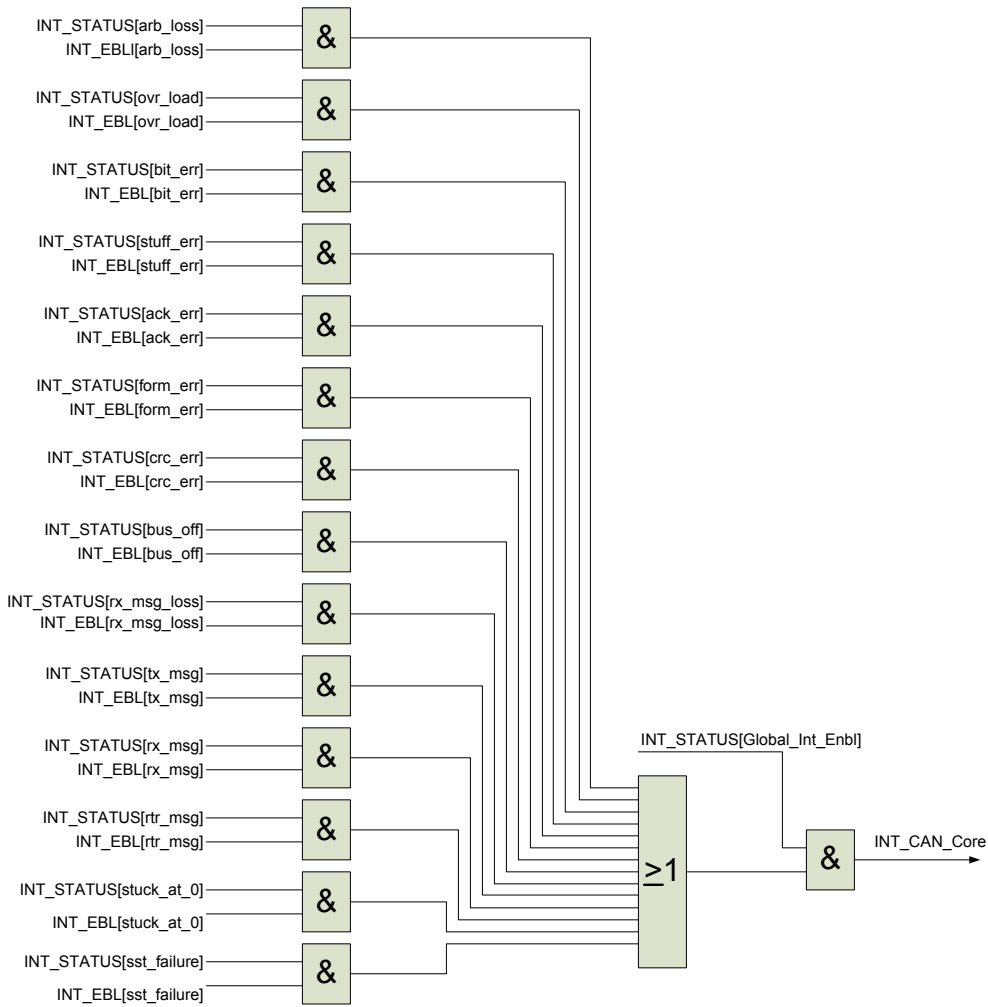 INT_STATUS[arb_loss]
INT_EBLI[arb_loss]
&
INT_STATUS[ovr_load]
INT_EBL[ovr_load]
&
INT_STATUS[bit_err]
INT_EBL[bit_err]
&
INT_STATUS[stuff_err]
INT_EBL[stuff_err]
&
INT_STATUS[ack_err]
INT_EBL[ack_err]
&
INT_STATUS[form_err]
INT_EBL[form_err]
&
INT_STATUS[crc_err]
INT_EBL[crc_err]
&
INT_STATUS[bus_off]
INT_EBL[bus_off]
&
INT_STATUS[rx_msg_loss]
INT_EBL[rx_msg_loss]
&
INT_STATUS[tx_msg]
INT_EBL[tx_msg]
&
INT_STATUS[rx_msg]
INT_EBL[rx_msg]
&
INT_STATUS[rtr_msg]
INT_EBL[rtr_msg]
&
INT_STATUS[stuck_at_0]
INT_EBL[stuck_at_0]
&
INT_STATUS[sst_failure]
INT_EBL[sst_failure]
&
INT_STATUS[Global_Int_Enbl]
≥1
&
INT_CAN_Core